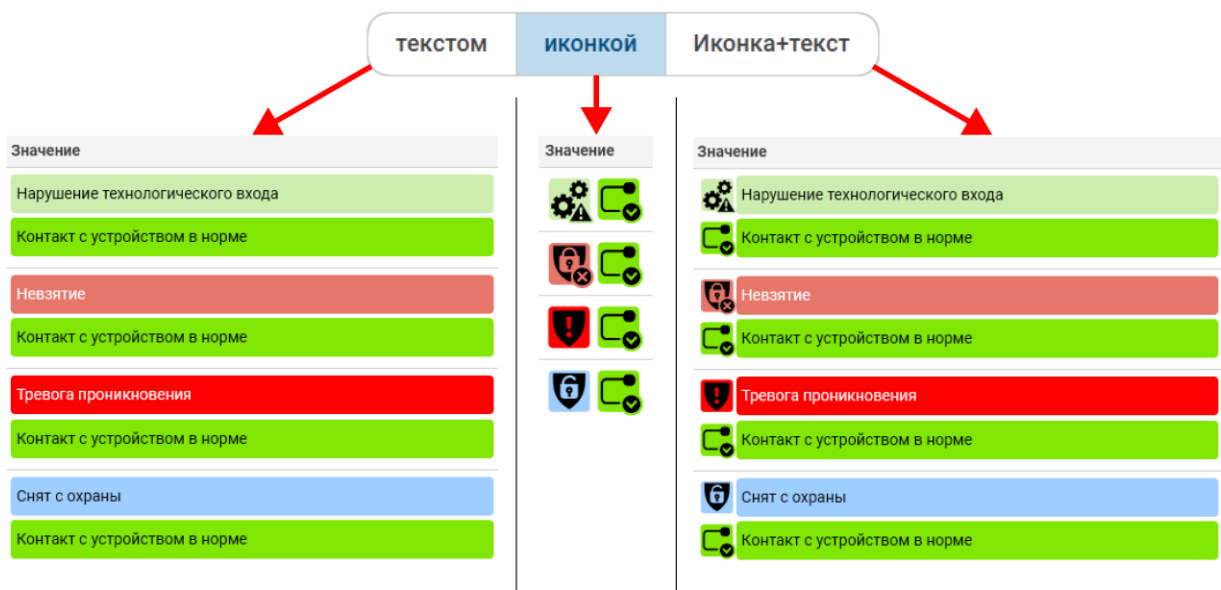 текстом
иконкой
Иконка+текст
Значение
Нарушение технологического входа
Контакт с устройством в норме
Невзятие
Контакт с устройством в норме
Тревога проникновения
Контакт с устройством в норме
Снят с охраны
Контакт с устройством в норме
Значение
Значение
Нарушение технологического входа
Контакт с устройством в норме
Невзятие
Контакт с устройством в норме
Тревога проникновения
Контакт с устройством в норме
Снят с охраны
Контакт с устройством в норме